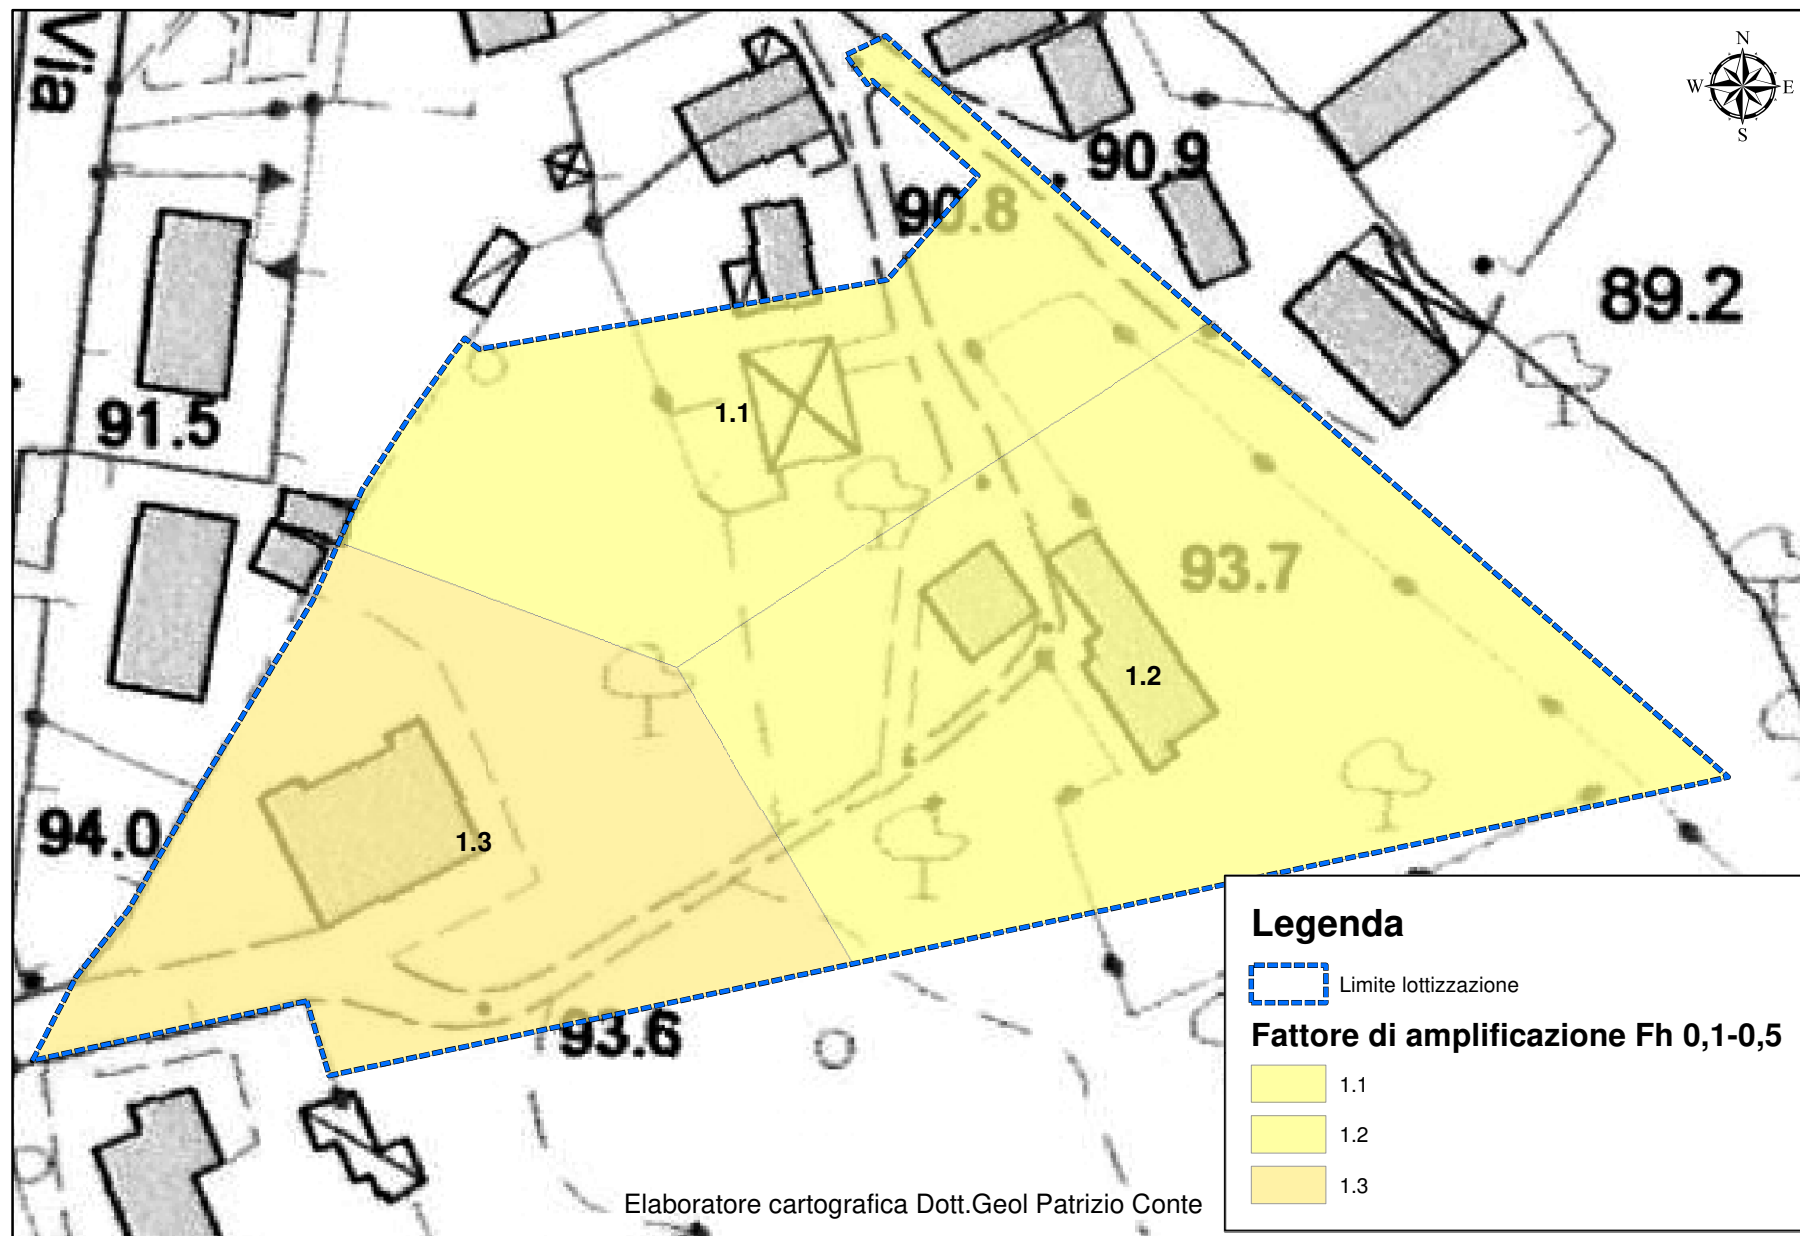 Via
N
W E
S
90.9
90.8
89.2
91.5
1.1
93.7
1.2
94.0
1.3
93.6
Legenda
Limite lottizzazione
Fattore di amplificazione Fh 0,1-0,5
1.1
1.2
1.3
Elaboratore cartografica Dott.Geol Patrizio Conte